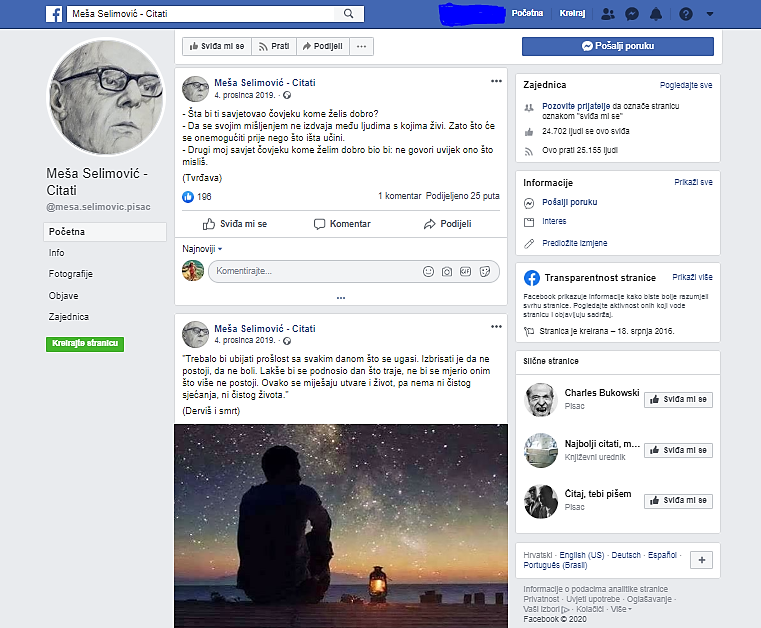 Meša Selimović - Citati
Početna
Kreiraj
Meša Selimović -
Citati
@mesa.selimovic.pisac
Početna
Info
Fotografije
Objave
Zajednica
Kreirajte stranicu
Sviđa mi se
Prati
Podijeli
Pošalji poruku
Meša Selimović - Citati
4. prosinca 2019. ·
- Šta bi ti savjetovao čovjeku kome želis dobro?
- Da se svojim mišljenjem ne izdvaja među ljudima s kojima živi. Zato što će
se onemogućiti prije nego što išta učini.
- Drugi moj savjet čovjeku kome želim dobro bio bi: ne govori uvijek ono što
misliš.
(Tvrđava)
196
1 komentar Podijeljeno 25 puta
Sviđa mi se
Komentar
Podijeli
Najnoviji
Komentirajte...
GIF
Meša Selimović - Citati
4. prosinca 2019. ·
"Trebalo bi ubijati prošlost sa svakim danom što se ugasi. Izbrisati je da ne
postoji, da ne boli. Lakše bi se podnosio dan što traje, ne bi se mjerio onim
što više ne postoji. Ovako se miješaju utvare i život, pa nema ni čistog
sjećanja, ni čistog života."
(Derviš i smrt)
Zajednica
Pogledajte sve
Pozovite prijatelje da označe stranicu
oznakom "sviđa mi se"
24.702 ljudi se ovo sviđa
Ovo prati 25.155 ljudi
Informacije
Prikaži sve
Pošalji poruku
Interes
Predložite izmjene
Transparentnost stranice
Prikaži više
Facebook prikazuje informacije kako biste bolje razumjeli
svrhu stranice. Pogledajte aktivnost onih koji vode
stranicu i objavljuju sadržaj.
Stranica je kreirana – 18. srpnja 2016.
Slične stranice
Charles Bukowski
Pisac
Sviđa mi se
Najbolji citati, m...
Književni urednik
Sviđa mi se
Čitaj, tebi pišem
Pisac
Sviđa mi se
Hrvatski · English (US) · Deutsch · Español ·
Português (Brasil)
Informacije o podacima analitike stranice
Privatnost · Uvjeti upotrebe · Oglašavanje ·
Vaši izbori · Kolačići · Više
Facebook © 2020